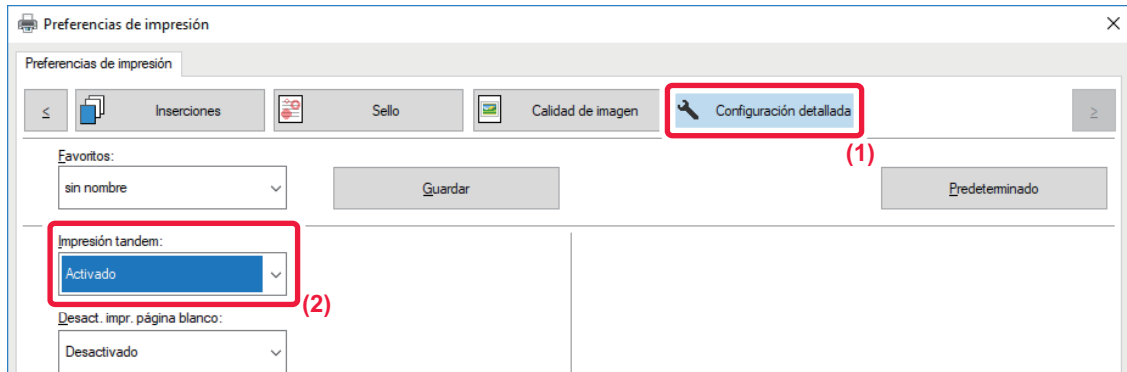 Preferencias de impresión
Preferencias de impresión
≤ Inserciones Sello Calidad de imagen Configuración detallada ≥
(1)
Favoritos:
sin nombre Guardar Predeterminado
Impresión tandem:
Activado
(2)
Desact. impr. página blanco:
Desactivado